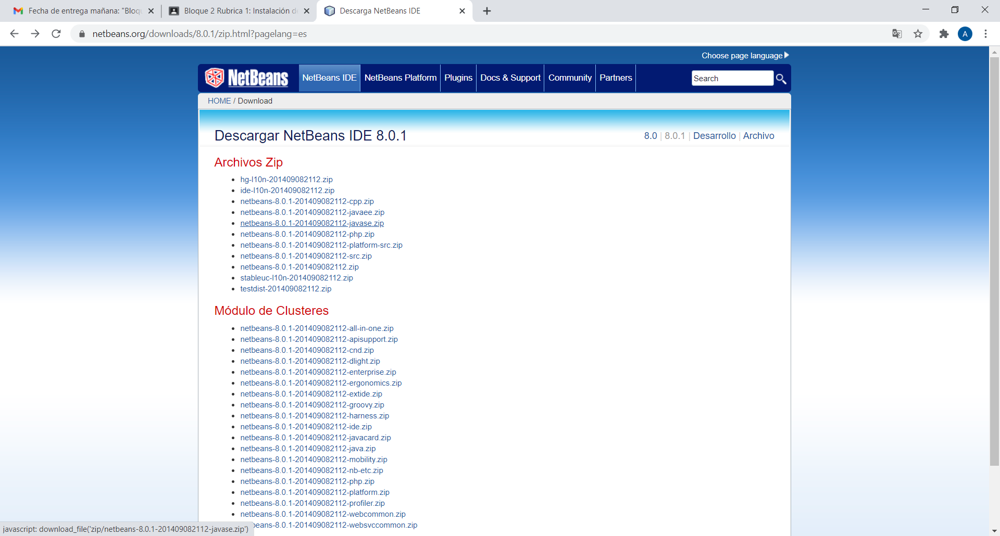 Fecha de entrega mañana: "Bloq
Bloque 2 Rubrica 1: Instalación de
Descarga NetBeans IDE
netbeans.org/downloads/8.0.1/zip.html?pagelang=es
A
Choose page language
NetBeans
NetBeans IDE
NetBeans Platform
Plugins
Docs & Support
Community
Partners
Search
HOME / Download
Descargar NetBeans IDE 8.0.1
8.0 | 8.0.1 | Desarrollo | Archivo
Archivos Zip
hg-l10n-201409082112.zip
ide-l10n-201409082112.zip
netbeans-8.0.1-201409082112-cpp.zip
netbeans-8.0.1-201409082112-javaee.zip
netbeans-8.0.1-201409082112-javase.zip
netbeans-8.0.1-201409082112-php.zip
netbeans-8.0.1-201409082112-platform-src.zip
netbeans-8.0.1-201409082112-src.zip
netbeans-8.0.1-201409082112.zip
stableuc-l10n-201409082112.zip
testdist-201409082112.zip
Módulo de Clusteres
netbeans-8.0.1-201409082112-all-in-one.zip
netbeans-8.0.1-201409082112-apisupport.zip
netbeans-8.0.1-201409082112-cnd.zip
netbeans-8.0.1-201409082112-dlight.zip
netbeans-8.0.1-201409082112-enterprise.zip
netbeans-8.0.1-201409082112-ergonomics.zip
netbeans-8.0.1-201409082112-extide.zip
netbeans-8.0.1-201409082112-groovy.zip
netbeans-8.0.1-201409082112-harness.zip
netbeans-8.0.1-201409082112-ide.zip
netbeans-8.0.1-201409082112-javacard.zip
netbeans-8.0.1-201409082112-java.zip
netbeans-8.0.1-201409082112-mobility.zip
netbeans-8.0.1-201409082112-nb-etc.zip
netbeans-8.0.1-201409082112-php.zip
netbeans-8.0.1-201409082112-platform.zip
netbeans-8.0.1-201409082112-profiler.zip
netbeans-8.0.1-201409082112-webcommon.zip
beans-8.0.1-201409082112-websvccommon.zip
javascript: download_file('zip/netbeans-8.0.1-201409082112-javase.zip')